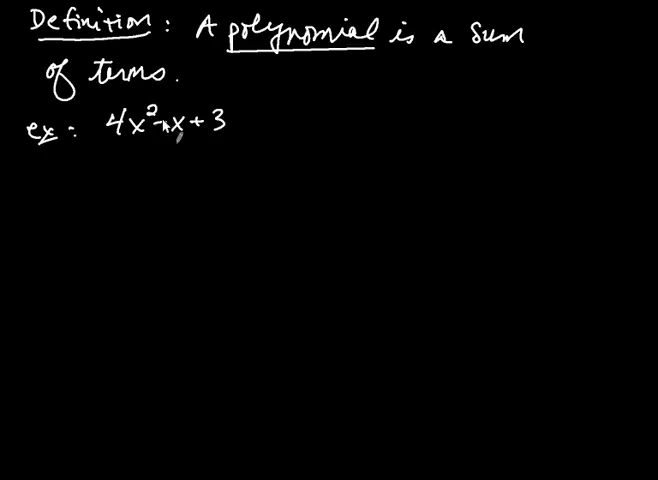 Definition: A polynomial is a sum
of terms.
ex: 4x² - x + 3